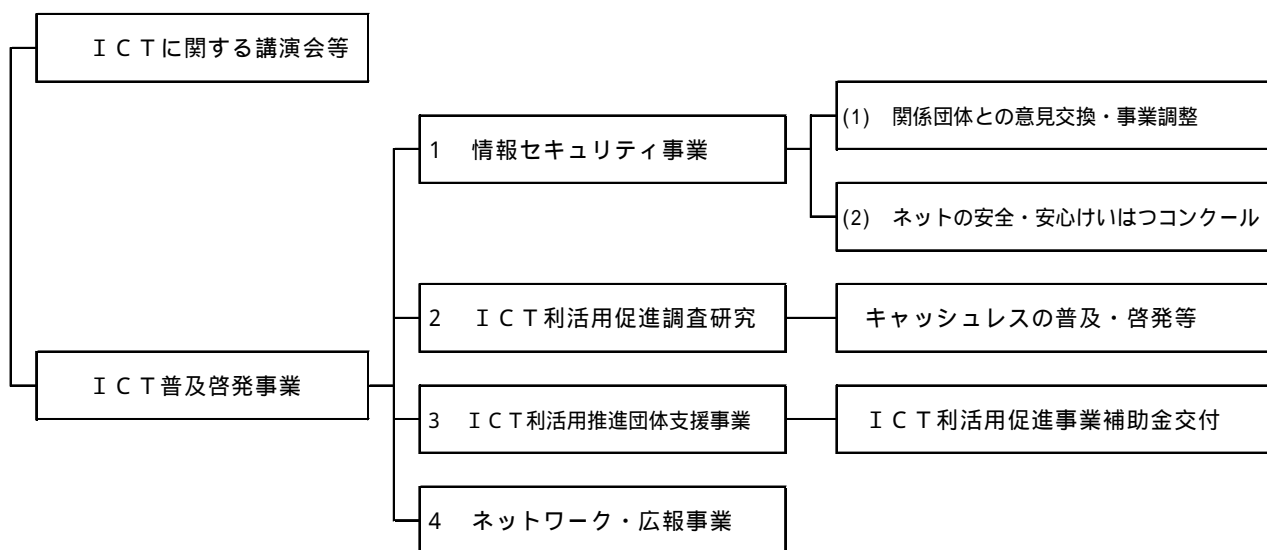 ＩＣＴに関する講演会等
(1)　関係団体との意見交換・事業調整
1　情報セキュリティ事業
(2)　ネットの安全・安心けいはつコンクール
2　ＩＣＴ利活用促進調査研究
キャッシュレスの普及・啓発等
ＩＣＴ普及啓発事業
3　ＩＣＴ利活用推進団体支援事業
ＩＣＴ利活用促進事業補助金交付
4　ネットワーク・広報事業